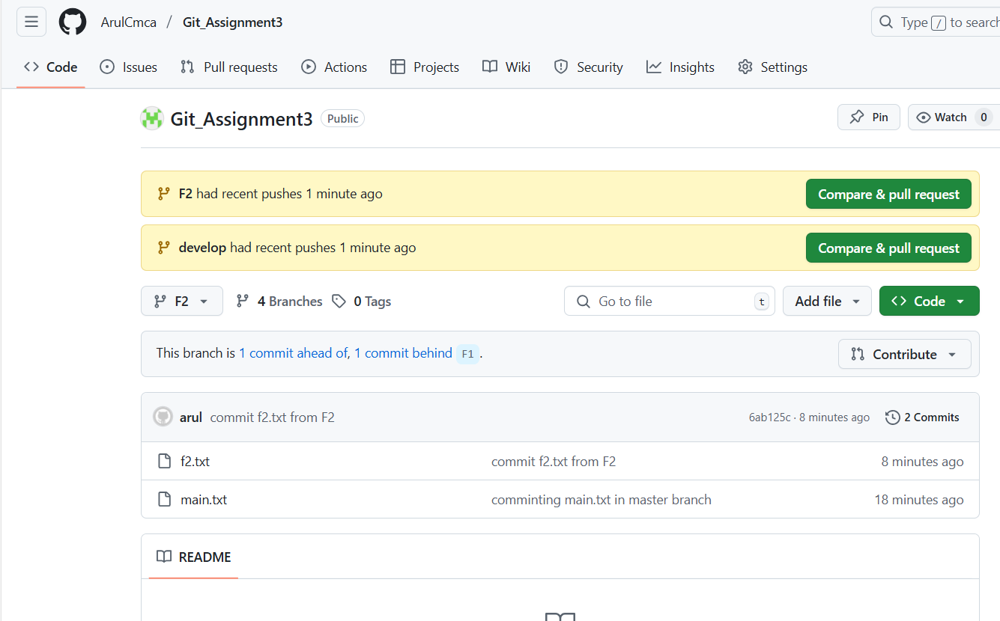 ArulCmca / Git_Assignment3
Type / to search
Code Issues Pull requests Actions Projects Wiki Security Insights Settings
Git_Assignment3 Public
Pin Watch 0
F2 had recent pushes 1 minute ago Compare & pull request
develop had recent pushes 1 minute ago Compare & pull request
F2 4 Branches 0 Tags Go to file t Add file Code
This branch is 1 commit ahead of, 1 commit behind F1 . Contribute
arul commit f2.txt from F2 6ab125c · 8 minutes ago 2 Commits
f2.txt commit f2.txt from F2 8 minutes ago
main.txt comminting main.txt in master branch 18 minutes ago
README